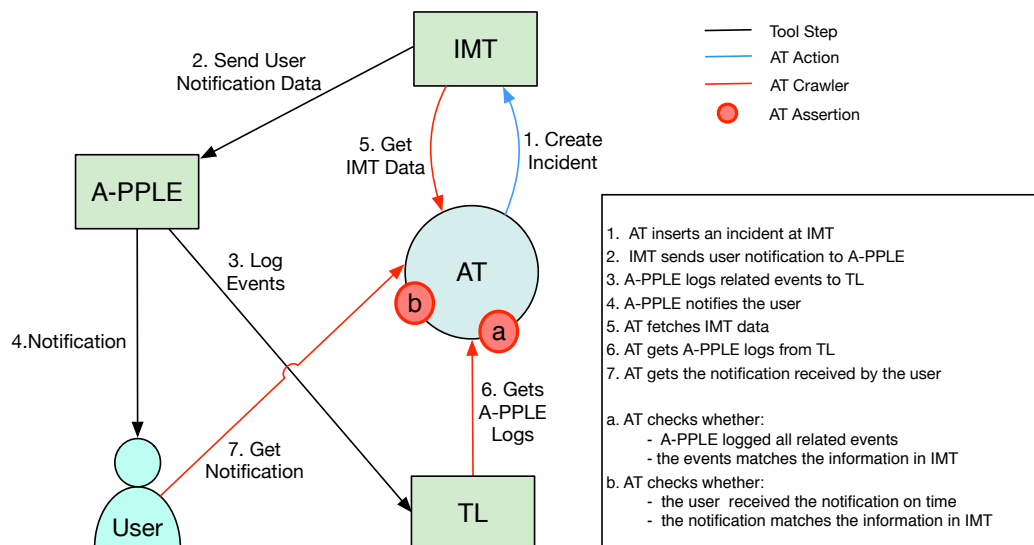 IMT
Tool Step
AT Action
AT Crawler
AT Assertion
2. Send User
Notification Data
5. Get
IMT Data
1. Create
Incident
A-PPLE
3. Log
Events
AT
b
a
4.Notification
6. Gets
A-PPLE
Logs
7. Get
Notification
User
TL
1. AT inserts an incident at IMT
2. IMT sends user notification to A-PPLE
3. A-PPLE logs related events to TL
4. A-PPLE notifies the user
5. AT fetches IMT data
6. AT gets A-PPLE logs from TL
7. AT gets the notification received by the user
a. AT checks whether:
- A-PPLE logged all related events
- the events matches the information in IMT
b. AT checks whether:
- the user received the notification on time
- the notification matches the information in IMT